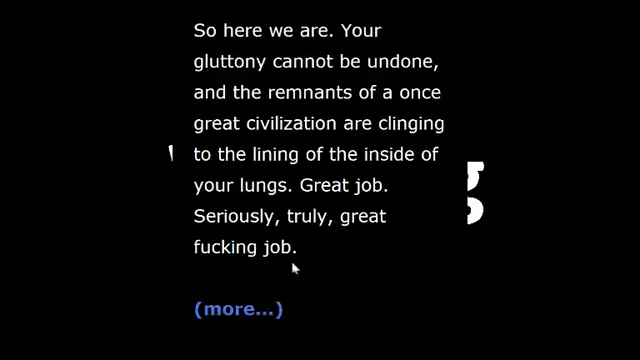 So here we are. Your
gluttony cannot be undone,
and the remnants of a once
great civilization are clinging
to the lining of the inside of
your lungs. Great job.
Seriously, truly, great
fucking job.
(more...)